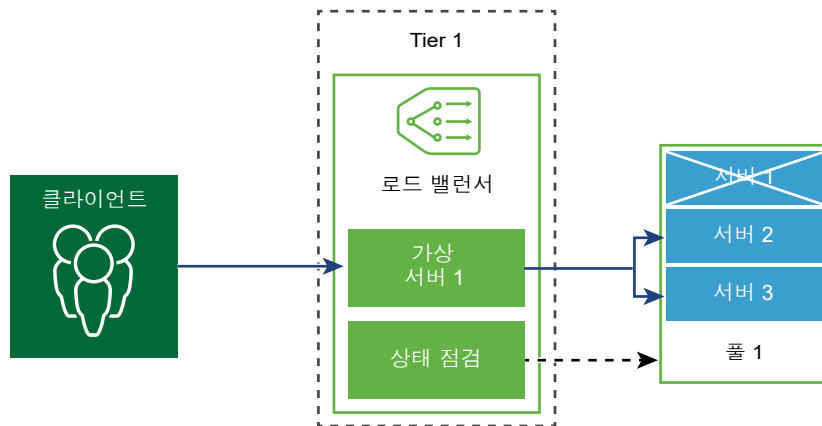 Tier 1
로드 밸런서
클라이언트
가상
서버 1
상태 점검
서버 1
서버 2
서버 3
풀 1